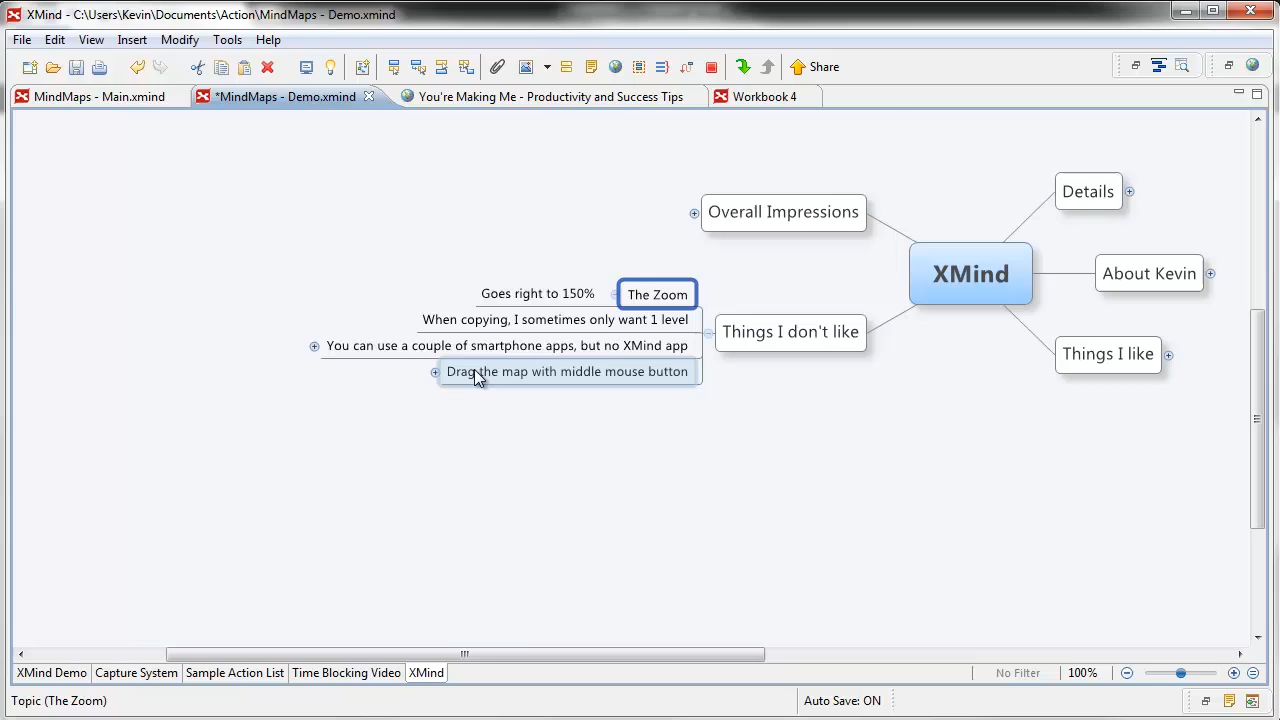 XMind - C:\Users\Kevin\Documents\Action\MindMaps - Demo.xmind
File Edit View Insert Modify Tools Help
Share
MindMaps - Main.xmind *MindMaps - Demo.xmind You're Making Me - Productivity and Success Tips Workbook 4
Details
Overall Impressions
XMind
About Kevin
Goes right to 150% The Zoom
When copying, I sometimes only want 1 level
Things I don't like
You can use a couple of smartphone apps, but no XMind app
Things I like
Drag the map with middle mouse button
XMind Demo Capture System Sample Action List Time Blocking Video XMind No Filter 100%
Topic (The Zoom) Auto Save: ON